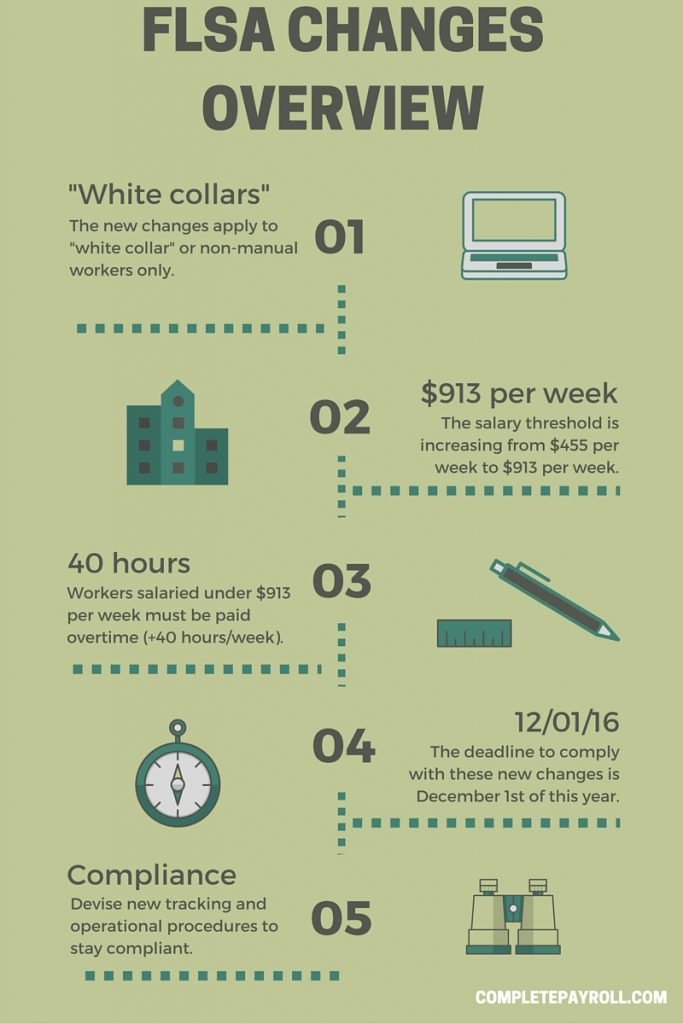 FLSA CHANGES
OVERVIEW
"White collars"
The new changes apply to
"white collar" or non-manual
workers only.
01
02
$913 per week
The salary threshold is
increasing from $455 per
week to $913 per week.
40 hours
Workers salaried under $913
per week must be paid
overtime (+40 hours/week).
03
04
12/01/16
The deadline to comply
with these new changes is
December 1st of this year.
Compliance
Devise new tracking and
operational procedures to
stay compliant.
05
COMPLETEPAYROLL.COM